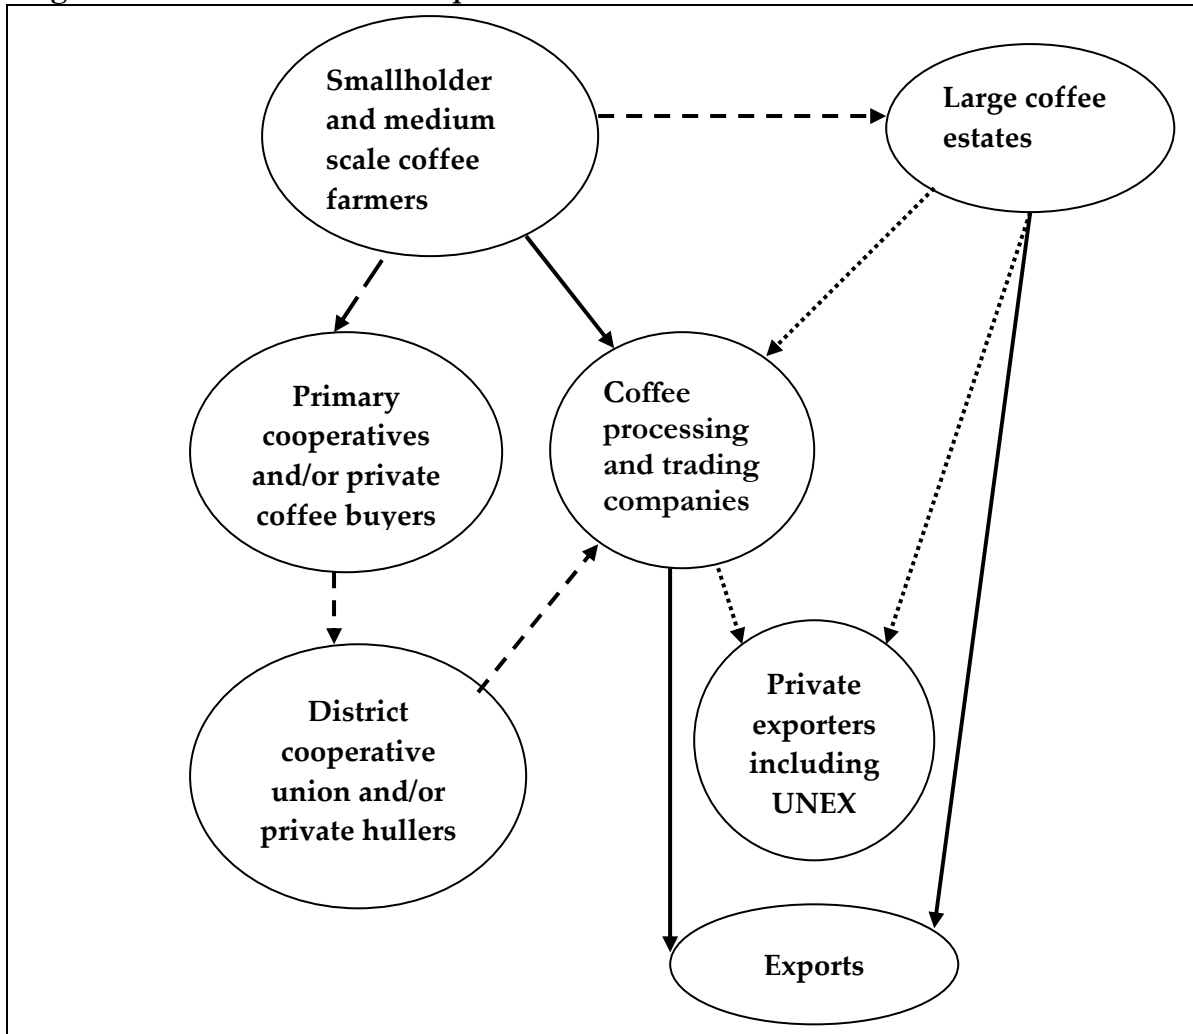 Smallholder
and medium
scale coffee
farmers
Large coffee
estates
Primary
cooperatives
and/or private
coffee buyers
Coffee
processing
and trading
companies
District
cooperative
union and/or
private hullers
Private
exporters
including
UNEX
Exports